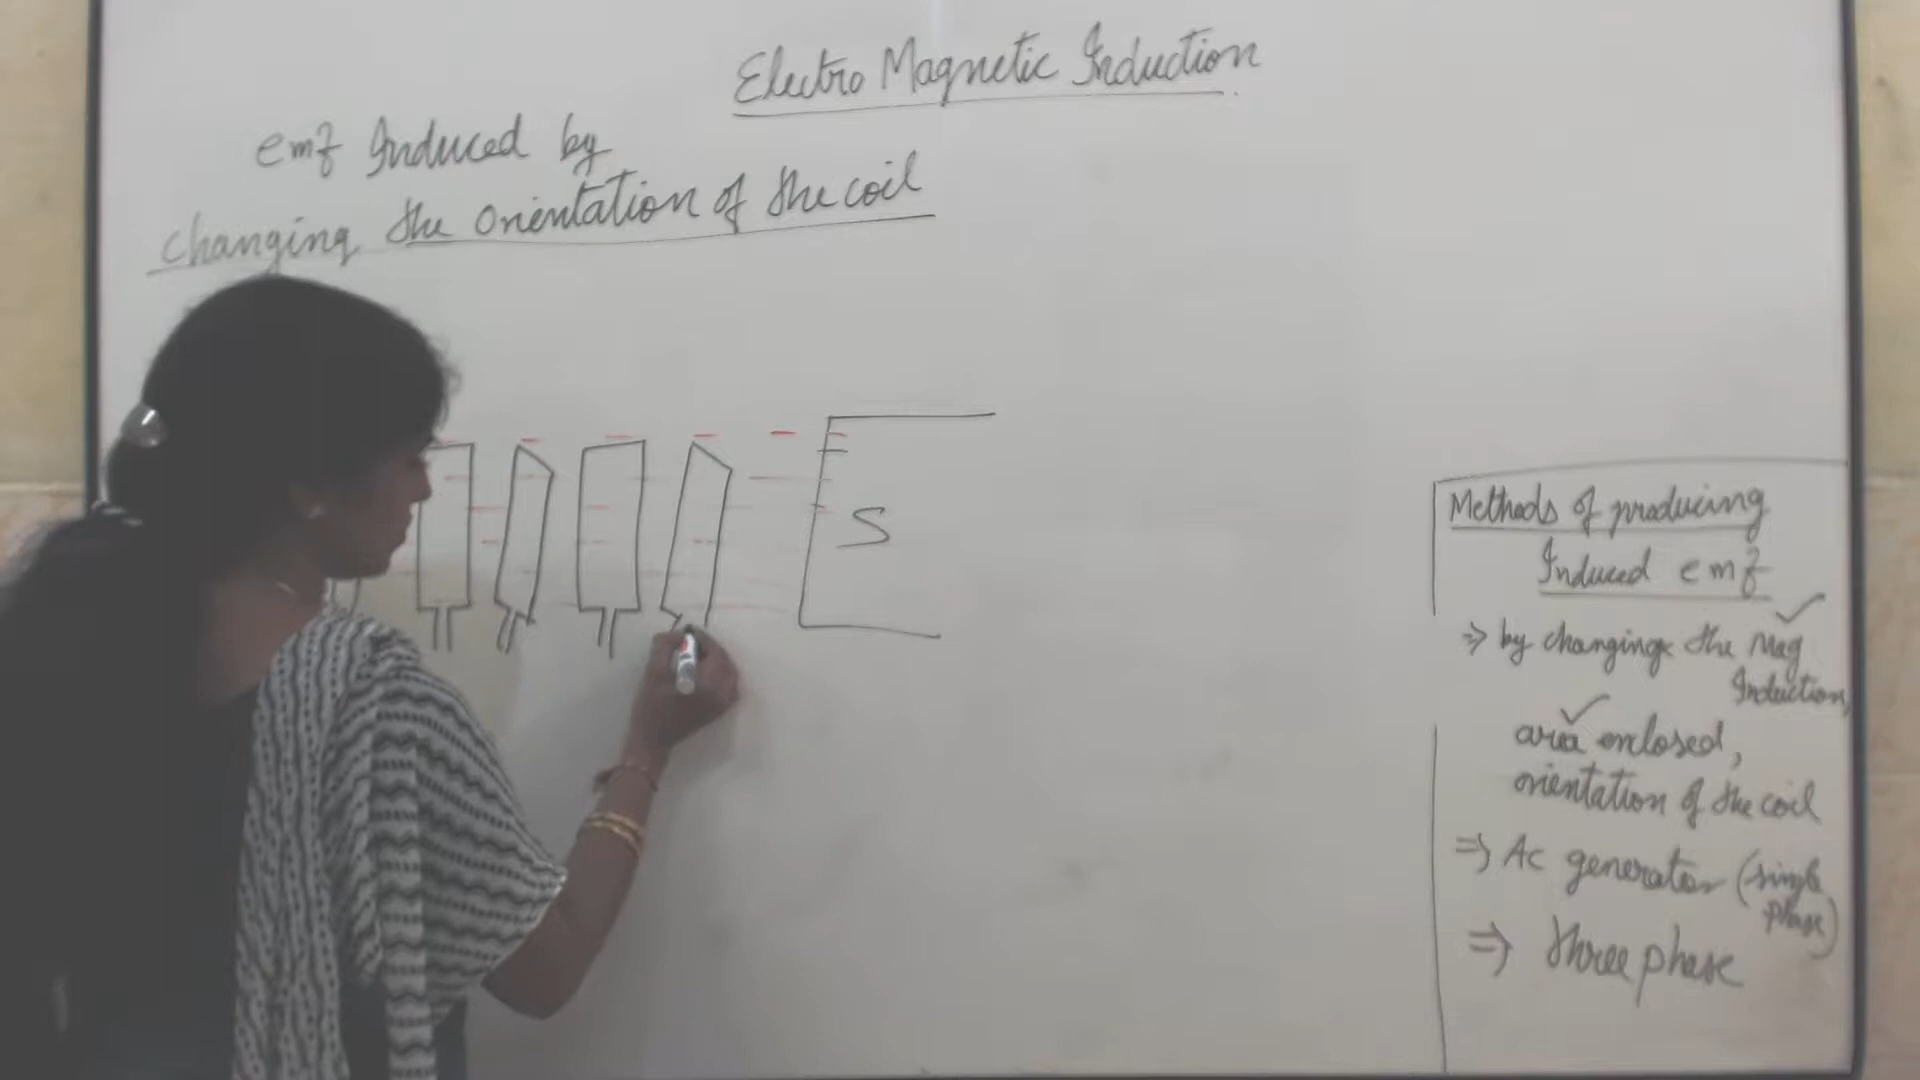 Electro Magnetic Induction
emf Induced by
changing the orientation of the coil
S
Methods of producing
Induced emf
⇒ by changing the Mag
Induction,
area enclosed,
orientation of the coil
⇒ Ac generator (single
phase)
⇒ three phase